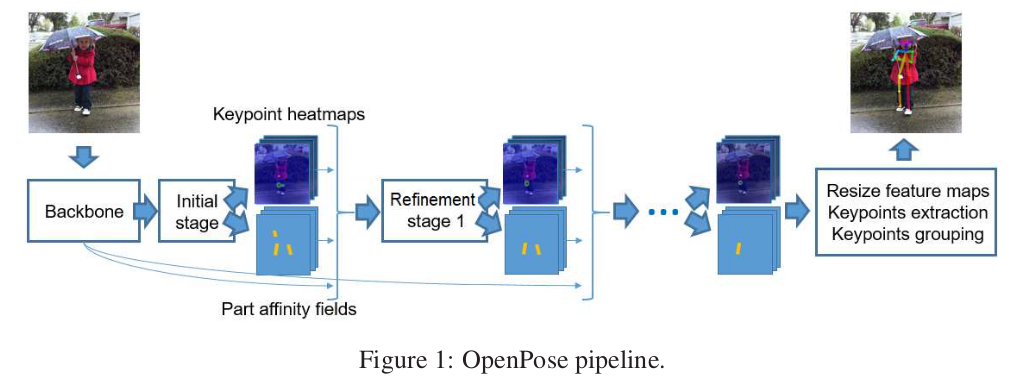 Keypoint heatmaps
Backbone
Initial
stage
Refinement
stage 1
Resize feature maps
Keypoints extraction
Keypoints grouping
Part affinity fields
Figure 1: OpenPose pipeline.